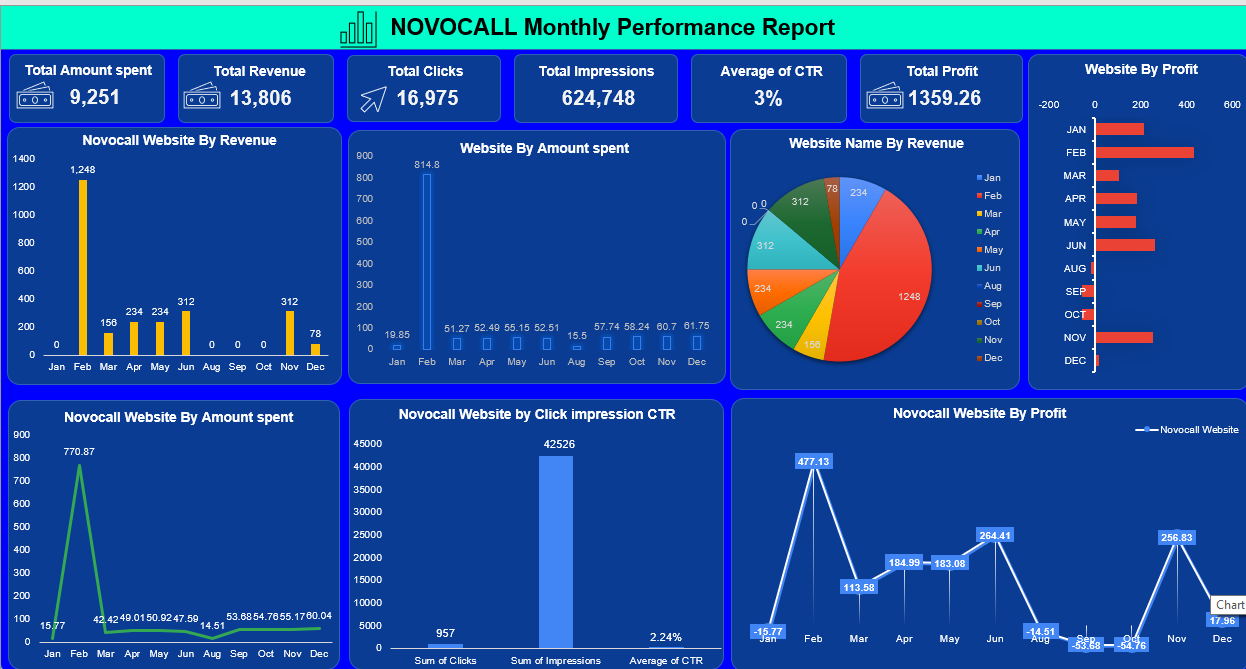 NOVOCALL Monthly Performance Report
Total Amount spent
9,251
Total Revenue
13,806
Total Clicks
16,975
Total Impressions
624,748
Average of CTR
3%
Total Profit
1359.26
Website By Profit
-200 0 200 400 600
JAN
FEB
MAR
APR
MAY
JUN
AUG
SEP
OCT
NOV
DEC
Novocall Website By Revenue
1400
1200
1000
800
600
400
200
0
0 1,248 156 234 234 312 0 0 0 312 78
Jan Feb Mar Apr May Jun Aug Sep Oct Nov Dec
Website By Amount spent
900
800
700
600
500
400
300
200
100
0
19.85 814.8 51.27 52.49 55.15 52.51 15.5 57.74 58.24 60.7 61.75
Jan Feb Mar Apr May Jun Aug Sep Oct Nov Dec
Website Name By Revenue
234
1248
156
234
234
312
0
0
0
312
78
Jan
Feb
Mar
Apr
May
Jun
Aug
Sep
Oct
Nov
Dec
Novocall Website By Amount spent
900
800
700
600
500
400
300
200
100
0
15.77 770.87 42.42 49.01 50.92 47.59 14.51 53.68 54.76 55.17 60.04
Jan Feb Mar Apr May Jun Aug Sep Oct Nov Dec
Novocall Website by Click impression CTR
45000
40000
35000
30000
25000
20000
15000
10000
5000
0
957 42526 2.24%
Sum of Clicks Sum of Impressions Average of CTR
Novocall Website By Profit
Novocall Website
-15.77 477.13 113.58 184.99 183.08 264.41 -14.51 -53.68 -54.76 256.83 17.96
Jan Feb Mar Apr May Jun Aug Sep Oct Nov Dec
Chart